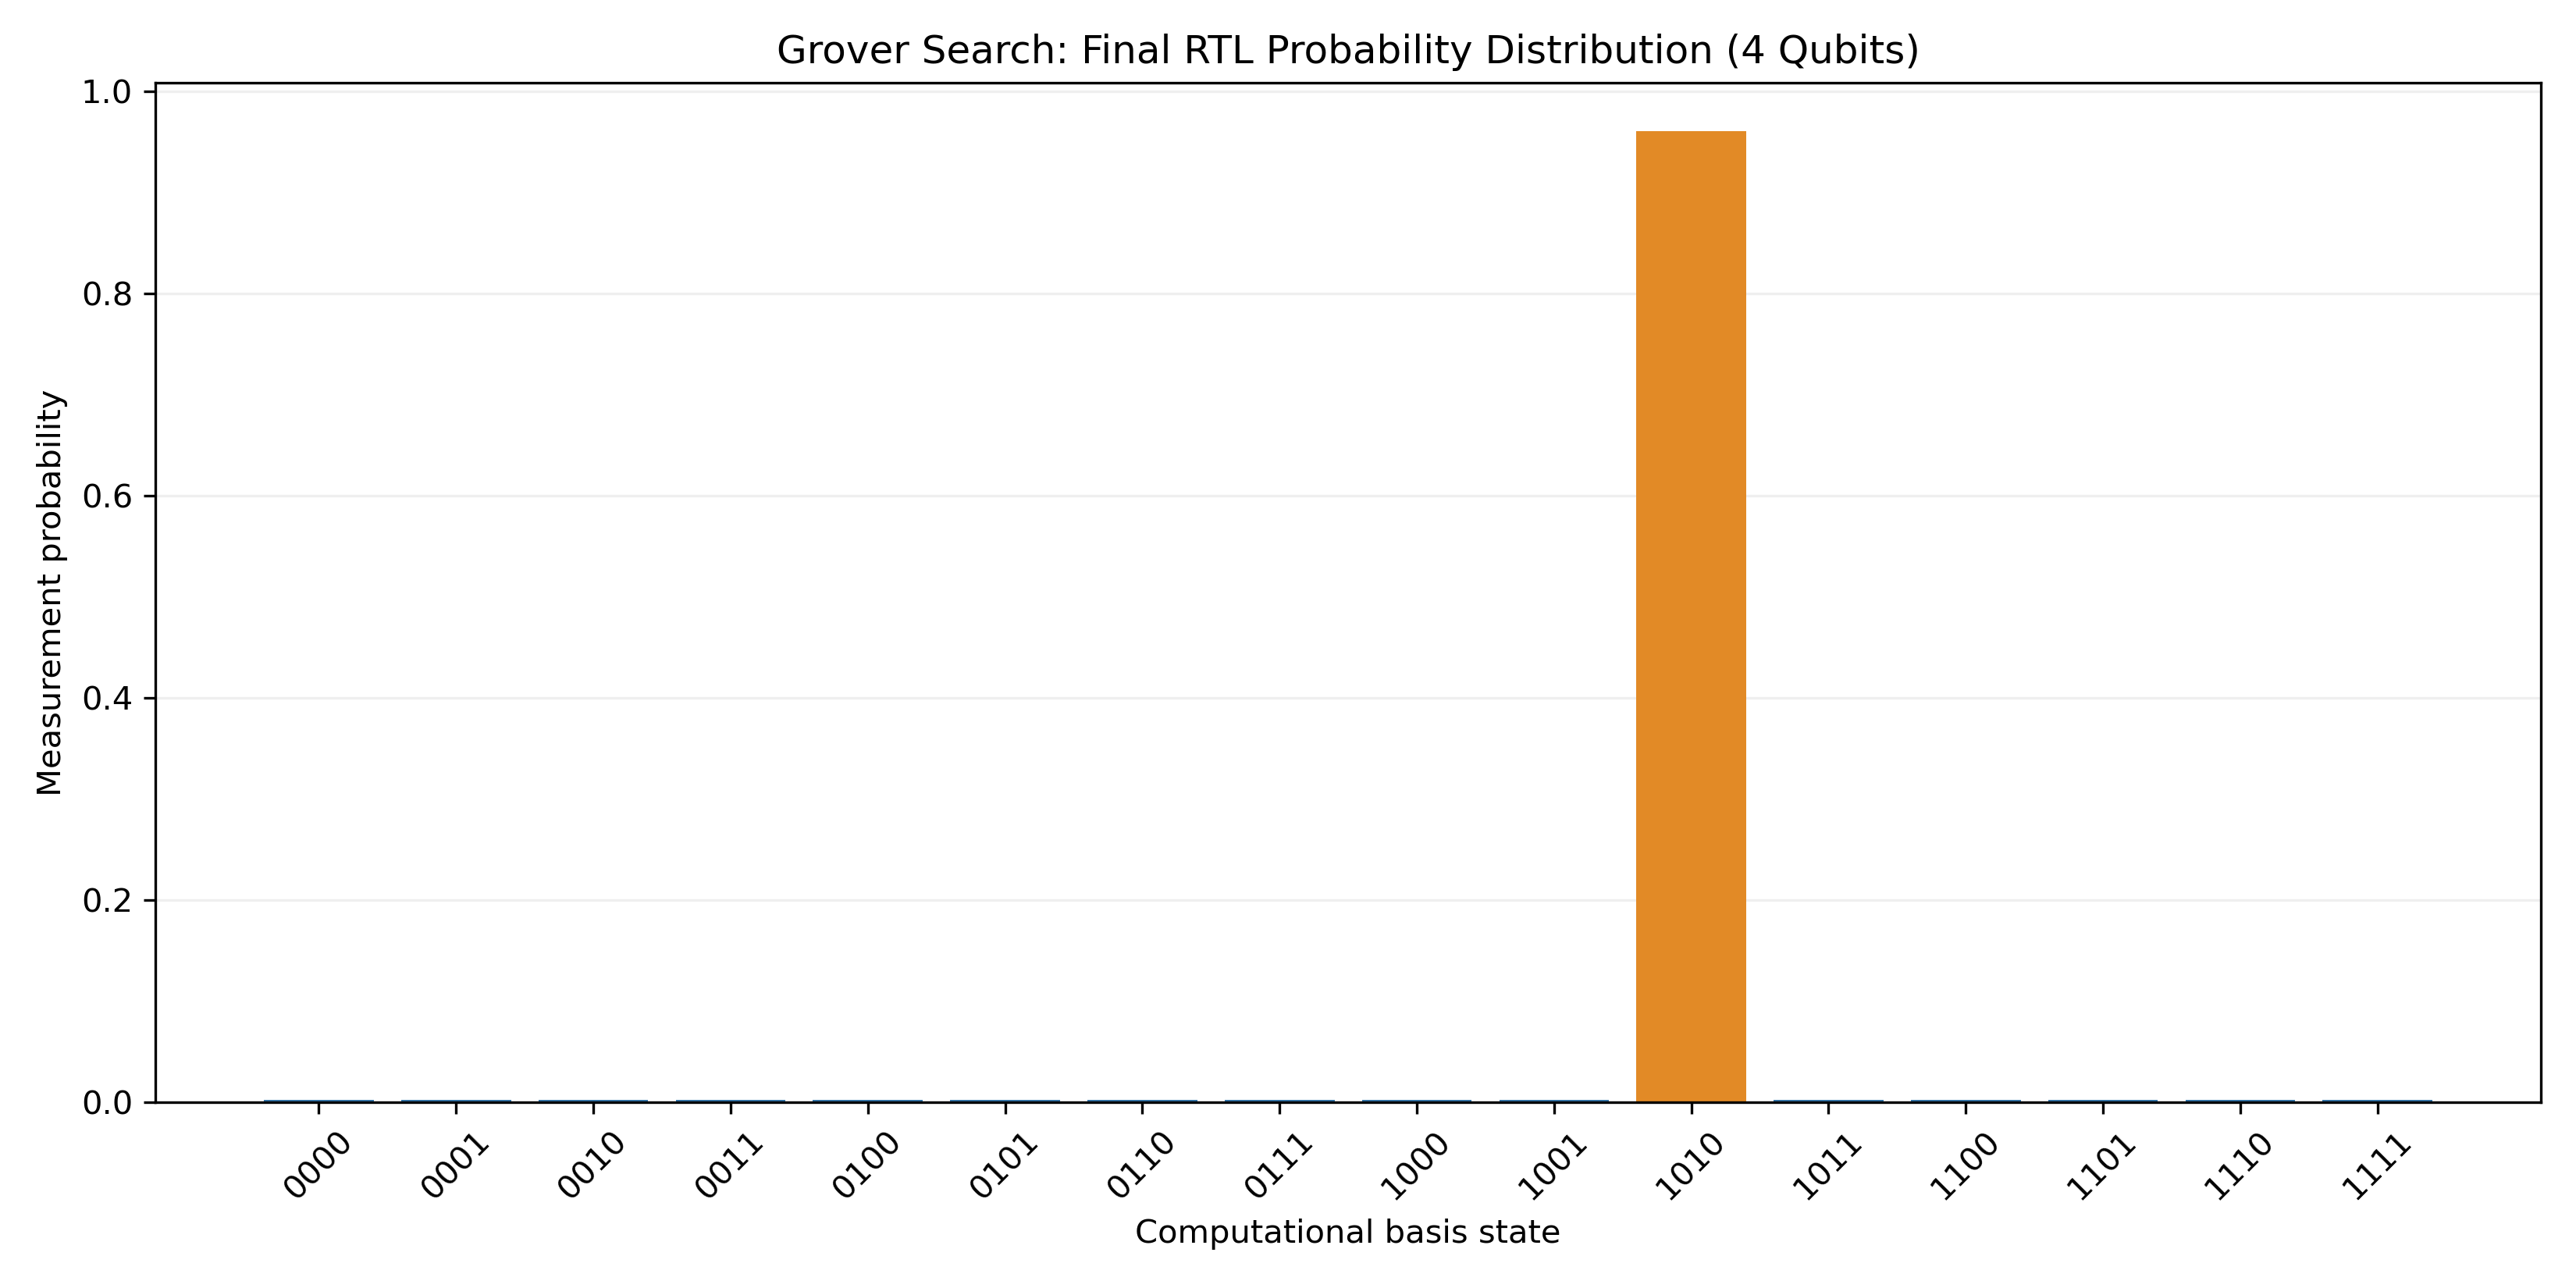 Grover Search: Final RTL Probability Distribution (4 Qubits)
Measurement probability
1.0
0.8
0.6
0.4
0.2
0.0
0000 0001 0010 0011 0100 0101 0110 0111 1000 1001 1010 1011 1100 1101 1110 1111
Computational basis state